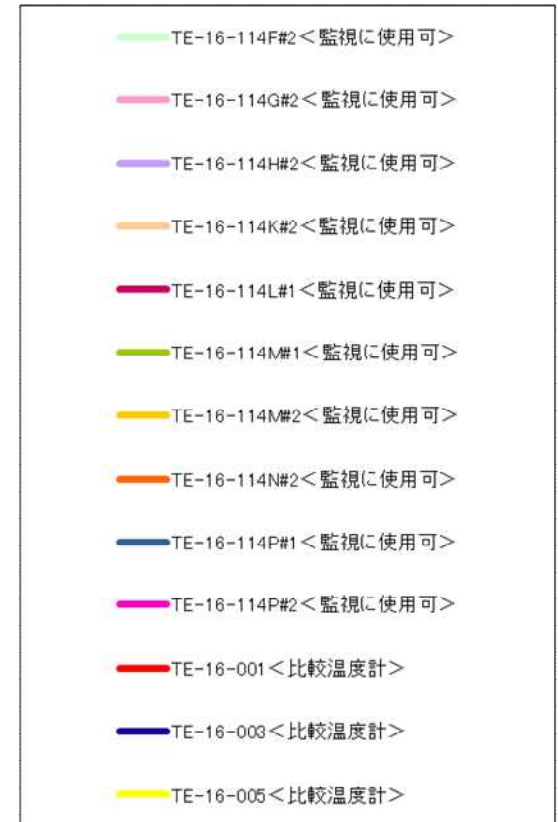 TE-16-114F#2<監視に使用可>
TE-16-114G#2<監視に使用可>
TE-16-114H#2<監視に使用可>
TE-16-114K#2<監視に使用可>
TE-16-114L#1<監視に使用可>
TE-16-114M#1<監視に使用可>
TE-16-114M#2<監視に使用可>
TE-16-114N#2<監視に使用可>
TE-16-114P#1<監視に使用可>
TE-16-114P#2<監視に使用可>
TE-16-001<比較温度計>
TE-16-003<比較温度計>
TE-16-005<比較温度計>